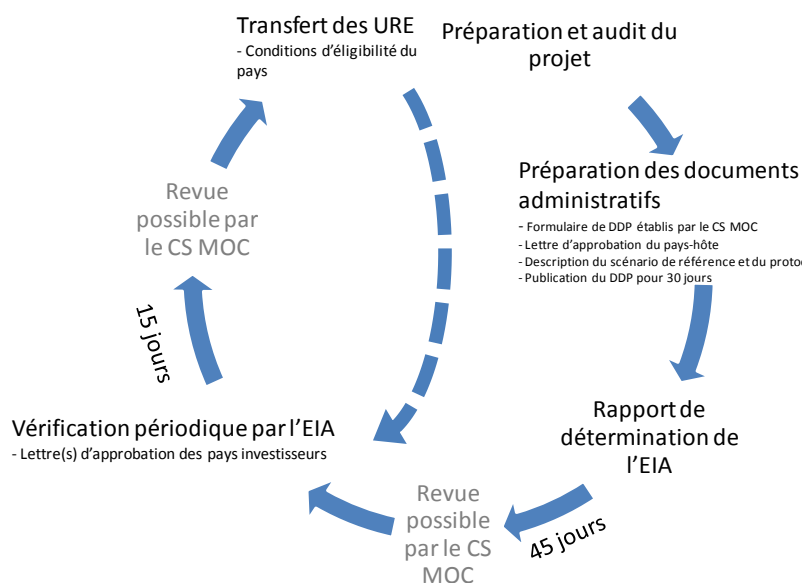 Transfert des URE
- Conditions d'éligibilité du
pays
Préparation et audit du
projet
Préparation des documents
administratifs
- Formulaire de DDP établis par le CS MOC
- Lettre d'approbation du pays-hôte
- Description du scénario de référence et du protoc
- Publication du DDP pour 30 jours
Rapport de
détermination de
l'EIA
45 jours
Revue
possible
par le CS
MOC
Vérification périodique par l'EIA
- Lettre(s) d'approbation des pays investisseurs
15 jours
Revue
possible par
le CS MOC